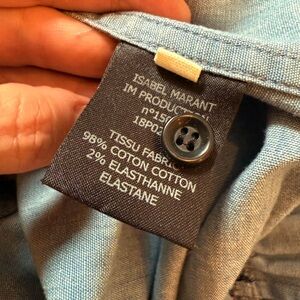 ISABEL MARANT
IM PRODUCTION
TISSU FABRIC
98% COTON COTTON
2% ELASTHANNE
ELASTANE